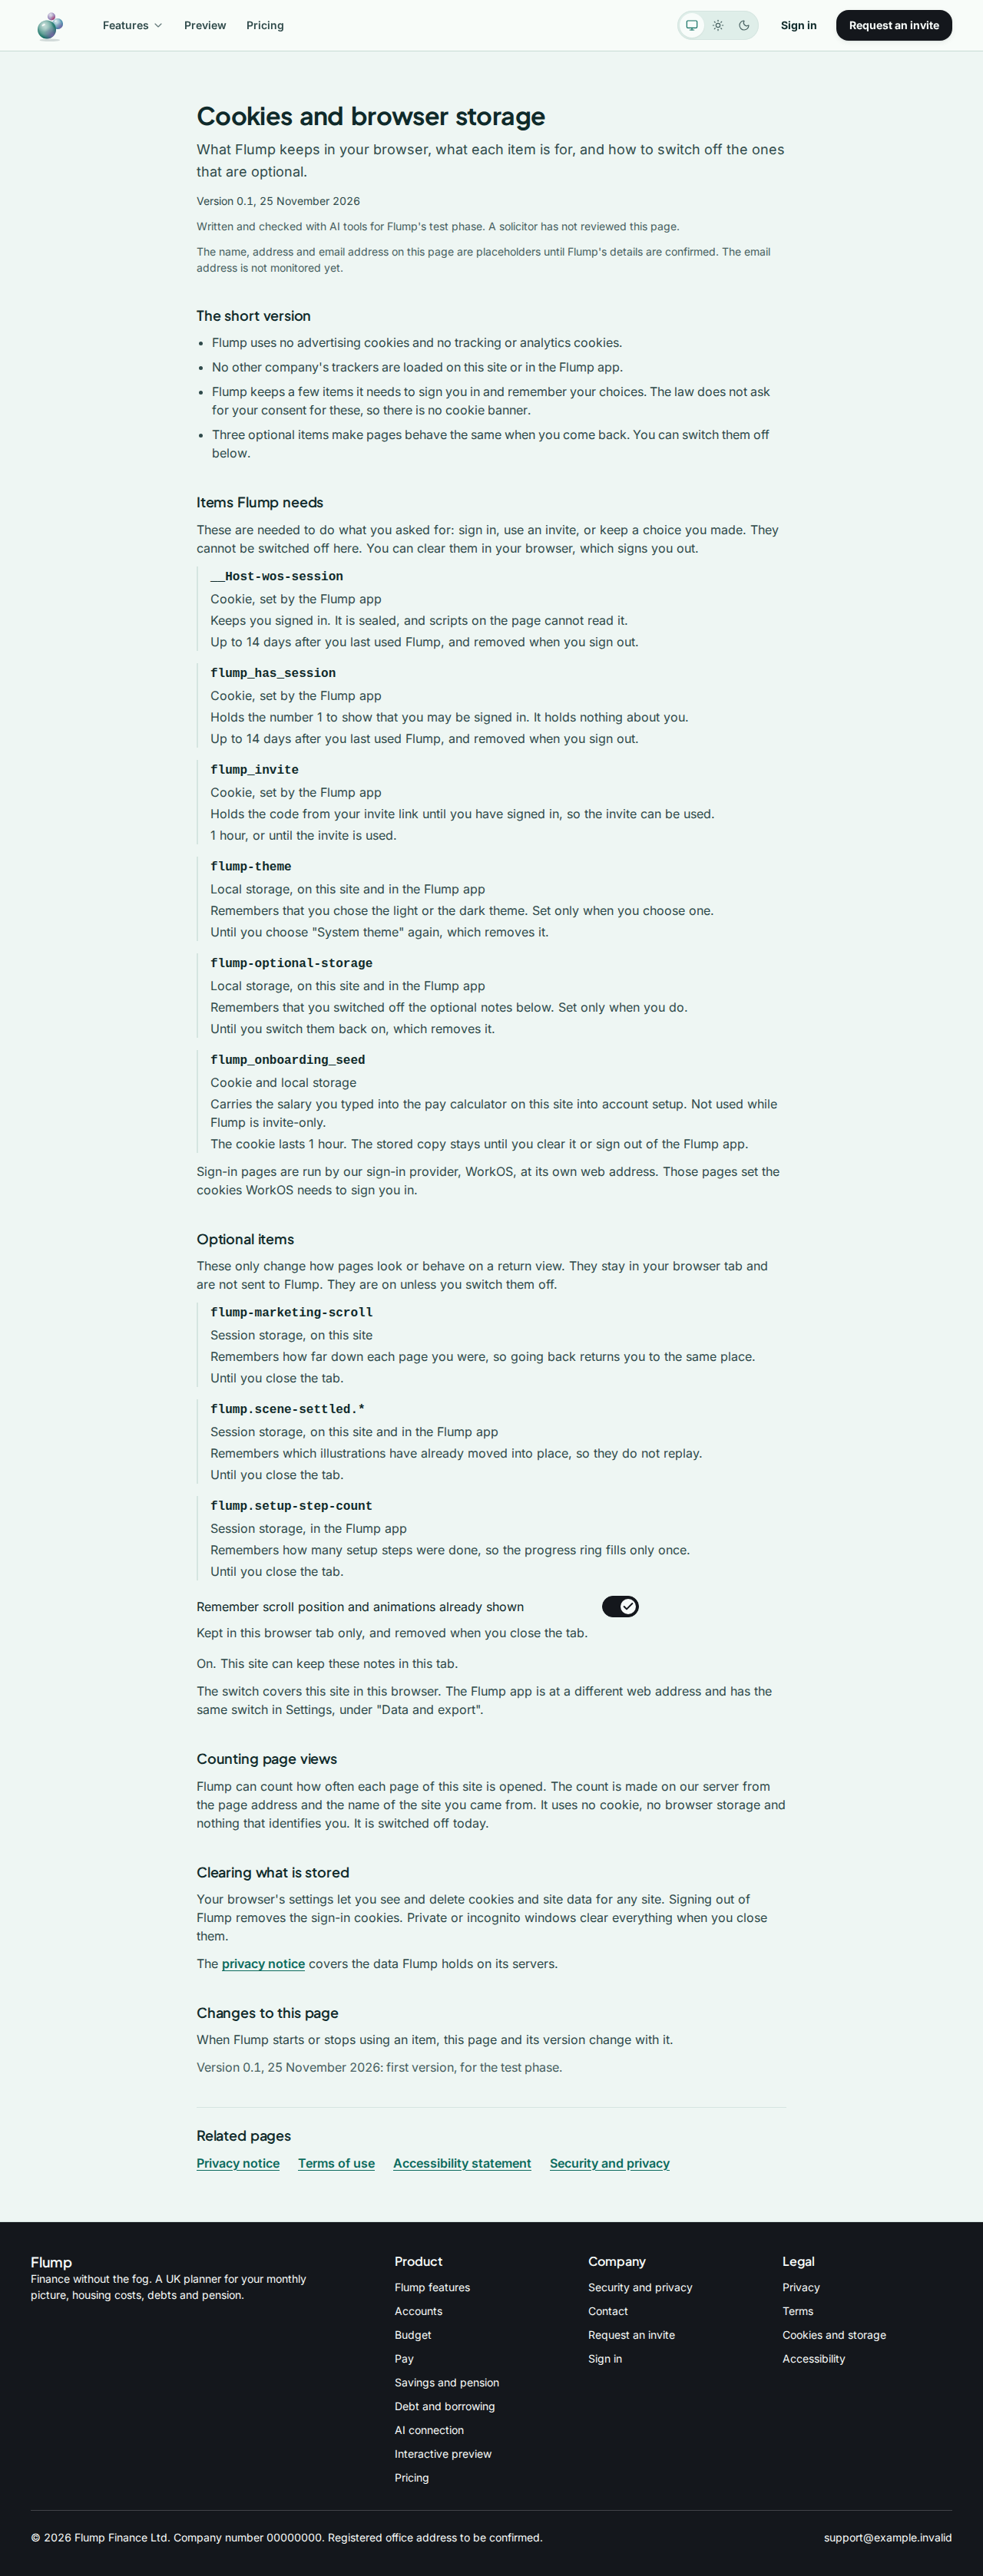 Features
Preview
Pricing
Sign in
Request an invite
Cookies and browser storage
What Flump keeps in your browser, what each item is for, and how to switch off the ones
that are optional.
Version 0.1, 25 November 2026
Written and checked with AI tools for Flump's test phase. A solicitor has not reviewed this page.
The name, address and email address on this page are placeholders until Flump's details are confirmed. The email
address is not monitored yet.
The short version
• Flump uses no advertising cookies and no tracking or analytics cookies.
• No other company's trackers are loaded on this site or in the Flump app.
• Flump keeps a few items it needs to sign you in and remember your choices. The law does not ask
for your consent for these, so there is no cookie banner.
• Three optional items make pages behave the same when you come back. You can switch them off
below.
Items Flump needs
These are needed to do what you asked for: sign in, use an invite, or keep a choice you made. They
cannot be switched off here. You can clear them in your browser, which signs you out.
__Host-wos-session
Cookie, set by the Flump app
Keeps you signed in. It is sealed, and scripts on the page cannot read it.
Up to 14 days after you last used Flump, and removed when you sign out.
flump_has_session
Cookie, set by the Flump app
Holds the number 1 to show that you may be signed in. It holds nothing about you.
Up to 14 days after you last used Flump, and removed when you sign out.
flump_invite
Cookie, set by the Flump app
Holds the code from your invite link until you have signed in, so the invite can be used.
1 hour, or until the invite is used.
flump-theme
Local storage, on this site and in the Flump app
Remembers that you chose the light or the dark theme. Set only when you choose one.
Until you choose "System theme" again, which removes it.
flump-optional-storage
Local storage, on this site and in the Flump app
Remembers that you switched off the optional notes below. Set only when you do.
Until you switch them back on, which removes it.
flump_onboarding_seed
Cookie and local storage
Carries the salary you typed into the pay calculator on this site into account setup. Not used while
Flump is invite-only.
The cookie lasts 1 hour. The stored copy stays until you clear it or sign out of the Flump app.
Sign-in pages are run by our sign-in provider, WorkOS, at its own web address. Those pages set the
cookies WorkOS needs to sign you in.
Optional items
These only change how pages look or behave on a return view. They stay in your browser tab and
are not sent to Flump. They are on unless you switch them off.
flump-marketing-scroll
Session storage, on this site
Remembers how far down each page you were, so going back returns you to the same place.
Until you close the tab.
flump.scene-settled.*
Session storage, on this site and in the Flump app
Remembers which illustrations have already moved into place, so they do not replay.
Until you close the tab.
flump.setup-step-count
Session storage, in the Flump app
Remembers how many setup steps were done, so the progress ring fills only once.
Until you close the tab.
Remember scroll position and animations already shown
Kept in this browser tab only, and removed when you close the tab.
On. This site can keep these notes in this tab.
The switch covers this site in this browser. The Flump app is at a different web address and has the
same switch in Settings, under "Data and export".
Counting page views
Flump can count how often each page of this site is opened. The count is made on our server from
the page address and the name of the site you came from. It uses no cookie, no browser storage and
nothing that identifies you. It is switched off today.
Clearing what is stored
Your browser's settings let you see and delete cookies and site data for any site. Signing out of
Flump removes the sign-in cookies. Private or incognito windows clear everything when you close
them.
The privacy notice covers the data Flump holds on its servers.
Changes to this page
When Flump starts or stops using an item, this page and its version change with it.
Version 0.1, 25 November 2026: first version, for the test phase.
Related pages
Privacy notice Terms of use Accessibility statement Security and privacy
Flump
Finance without the fog. A UK planner for your monthly
picture, housing costs, debts and pension.
Product
Flump features
Accounts
Budget
Pay
Savings and pension
Debt and borrowing
AI connection
Interactive preview
Pricing
Company
Security and privacy
Contact
Request an invite
Sign in
Legal
Privacy
Terms
Cookies and storage
Accessibility
© 2026 Flump Finance Ltd. Company number 00000000. Registered office address to be confirmed.
support@example.invalid